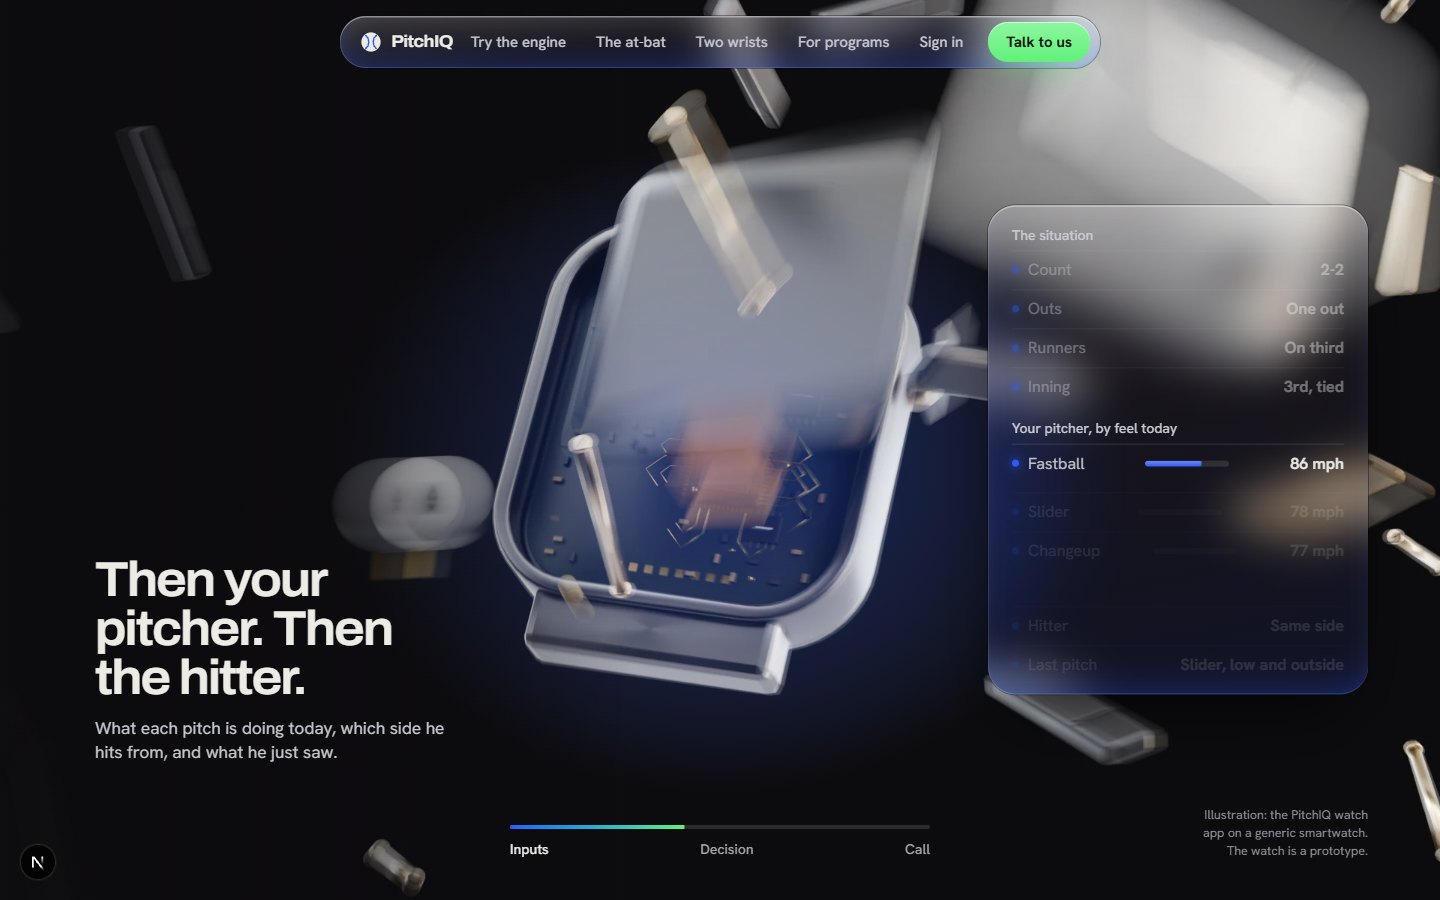 PitchIQ
Try the engine
The at-bat
Two wrists
For programs
Sign in
Talk to us
The situation
Count 2-2
Outs One out
Runners On third
Inning 3rd, tied
Your pitcher, by feel today
Fastball 86 mph
Slider 78 mph
Changeup 77 mph
Hitter Same side
Last pitch Slider, low and outside
Then your
pitcher. Then
the hitter.
What each pitch is doing today, which side he
hits from, and what he just saw.
Inputs
Decision
Call
Illustration: the PitchIQ watch
app on a generic smartwatch.
The watch is a prototype.
N